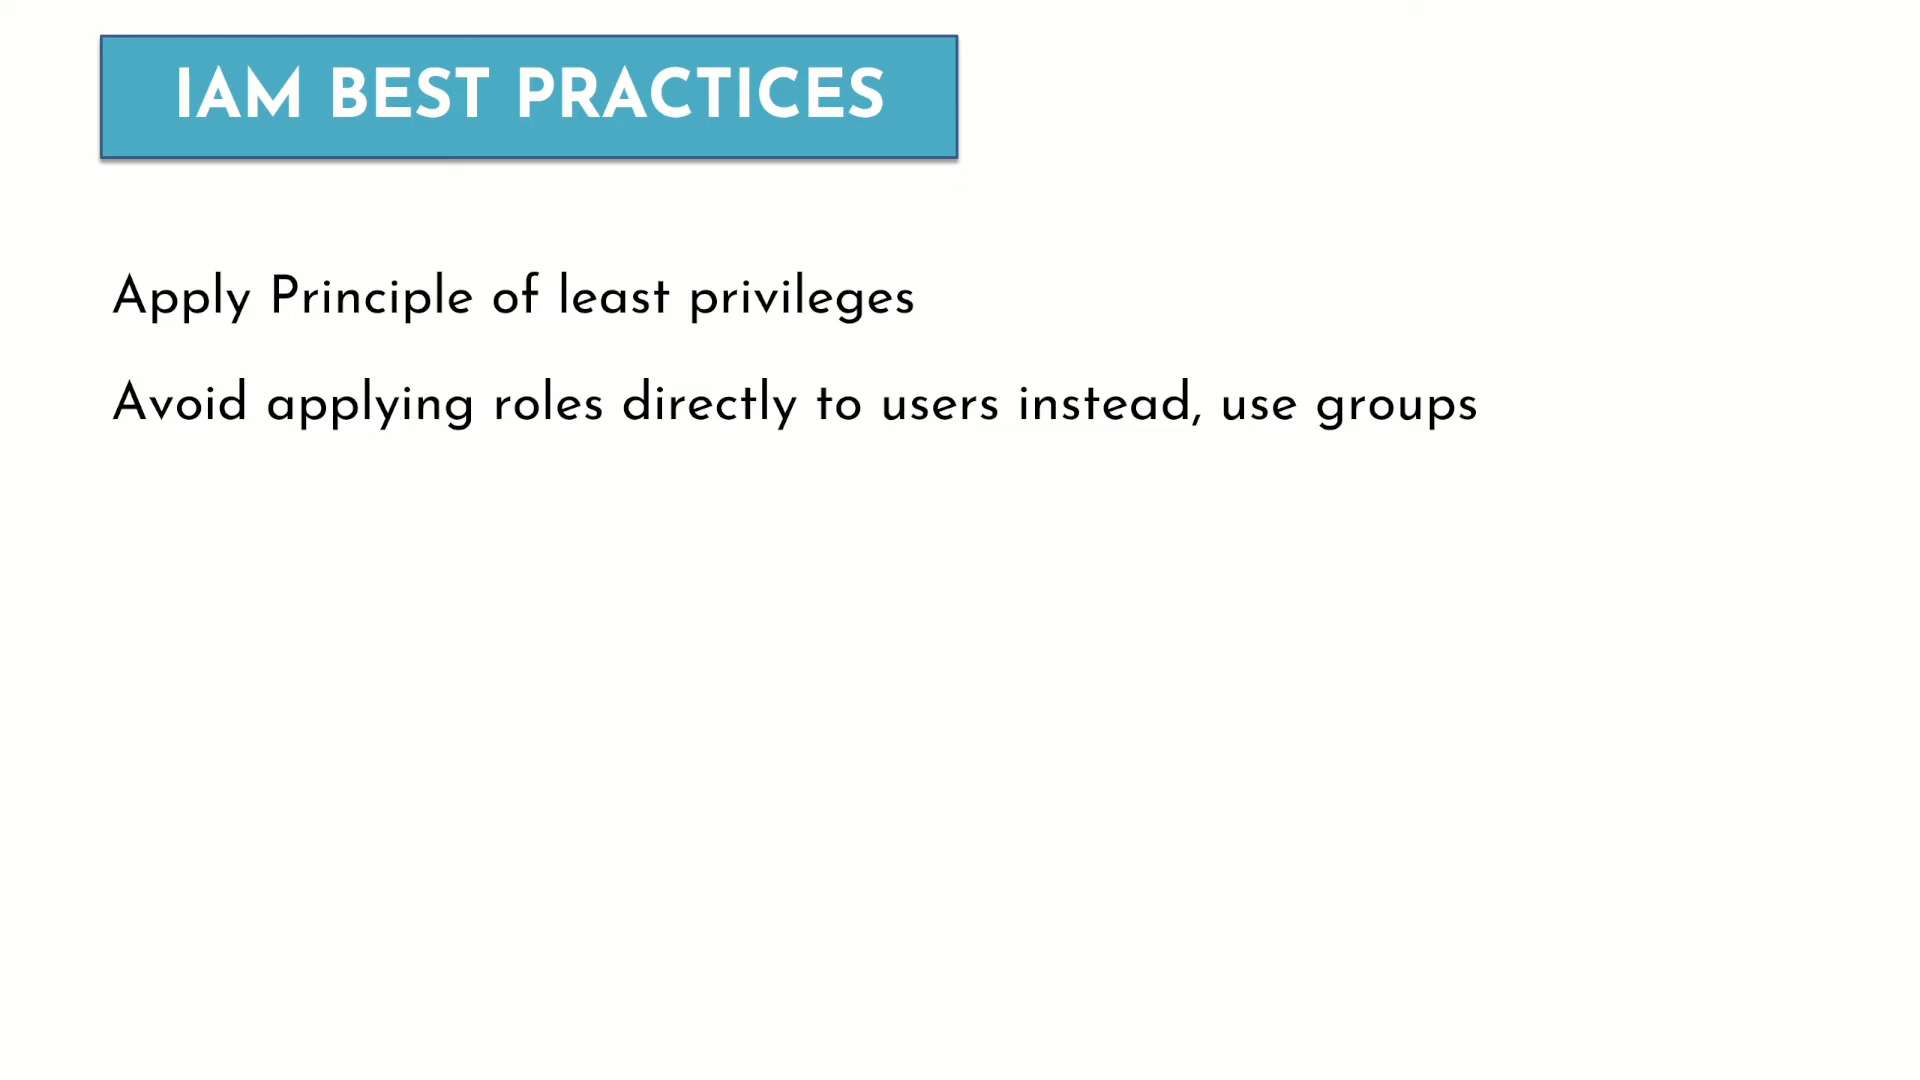 IAM BEST PRACTICES
Apply Principle of least privileges
Avoid applying roles directly to users instead, use groups